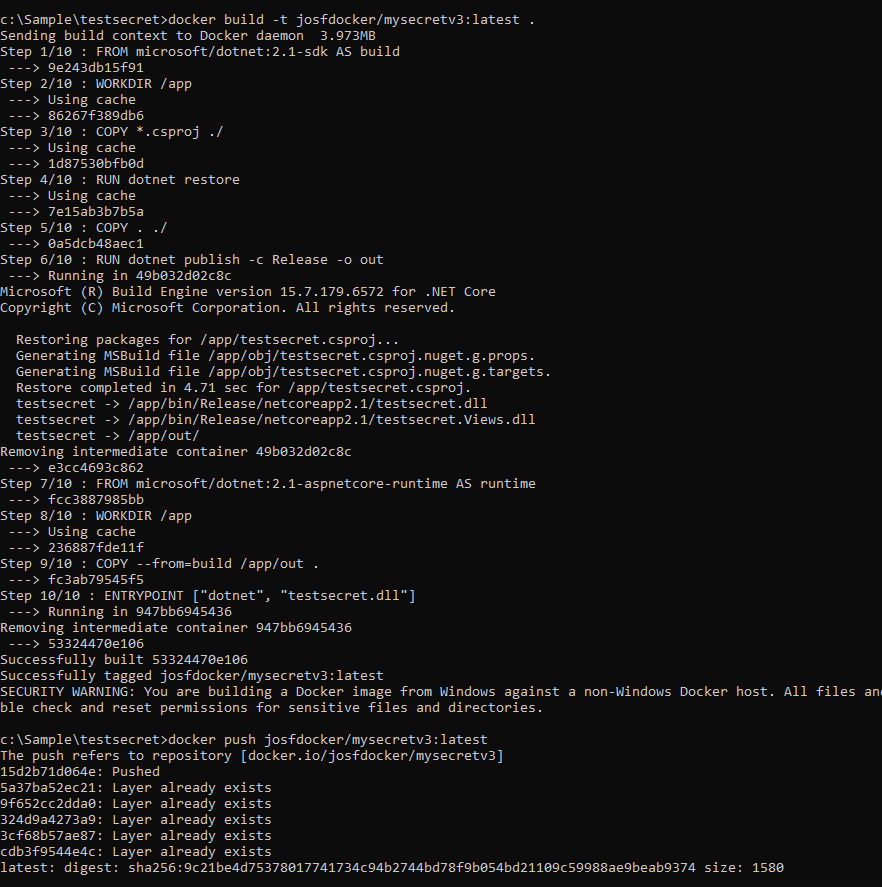 c:\Sample\testsecret>docker build -t josfdocker/mysecretv3:latest .
Sending build context to Docker daemon  3.973MB
Step 1/10 : FROM microsoft/dotnet:2.1-sdk AS build
 ---> 9e243db15f91
Step 2/10 : WORKDIR /app
 ---> Using cache
 ---> 86267f389db6
Step 3/10 : COPY *.csproj ./
 ---> Using cache
 ---> 1d87530bfb0d
Step 4/10 : RUN dotnet restore
 ---> Using cache
 ---> 7e15ab3b7b5a
Step 5/10 : COPY . ./
 ---> 0a5dcb48aec1
Step 6/10 : RUN dotnet publish -c Release -o out
 ---> Running in 49b032d02c8c
Microsoft (R) Build Engine version 15.7.179.6572 for .NET Core
Copyright (C) Microsoft Corporation. All rights reserved.
  Restoring packages for /app/testsecret.csproj...
  Generating MSBuild file /app/obj/testsecret.csproj.nuget.g.props.
  Generating MSBuild file /app/obj/testsecret.csproj.nuget.g.targets.
  Restore completed in 4.71 sec for /app/testsecret.csproj.
  testsecret -> /app/bin/Release/netcoreapp2.1/testsecret.dll
  testsecret -> /app/bin/Release/netcoreapp2.1/testsecret.Views.dll
  testsecret -> /app/out/
Removing intermediate container 49b032d02c8c
 ---> e3cc4693c862
Step 7/10 : FROM microsoft/dotnet:2.1-aspnetcore-runtime AS runtime
 ---> fcc3887985bb
Step 8/10 : WORKDIR /app
 ---> Using cache
 ---> 236887fde11f
Step 9/10 : COPY --from=build /app/out .
 ---> fc3ab79545f5
Step 10/10 : ENTRYPOINT ["dotnet", "testsecret.dll"]
 ---> Running in 947bb6945436
Removing intermediate container 947bb6945436
 ---> 53324470e106
Successfully built 53324470e106
Successfully tagged josfdocker/mysecretv3:latest
SECURITY WARNING: You are building a Docker image from Windows against a non-Windows Docker host. All files an
ble check and reset permissions for sensitive files and directories.
c:\Sample\testsecret>docker push josfdocker/mysecretv3:latest
The push refers to repository [docker.io/josfdocker/mysecretv3]
15d2b71d064e: Pushed
5a37ba52ec21: Layer already exists
9f652cc2dda0: Layer already exists
324d9a4273a9: Layer already exists
3cf68b57ae87: Layer already exists
cdb3f9544e4c: Layer already exists
latest: digest: sha256:9c21be4d75378017741734c94b2744bd78f9b054bd21109c59988ae9beab9374 size: 1580